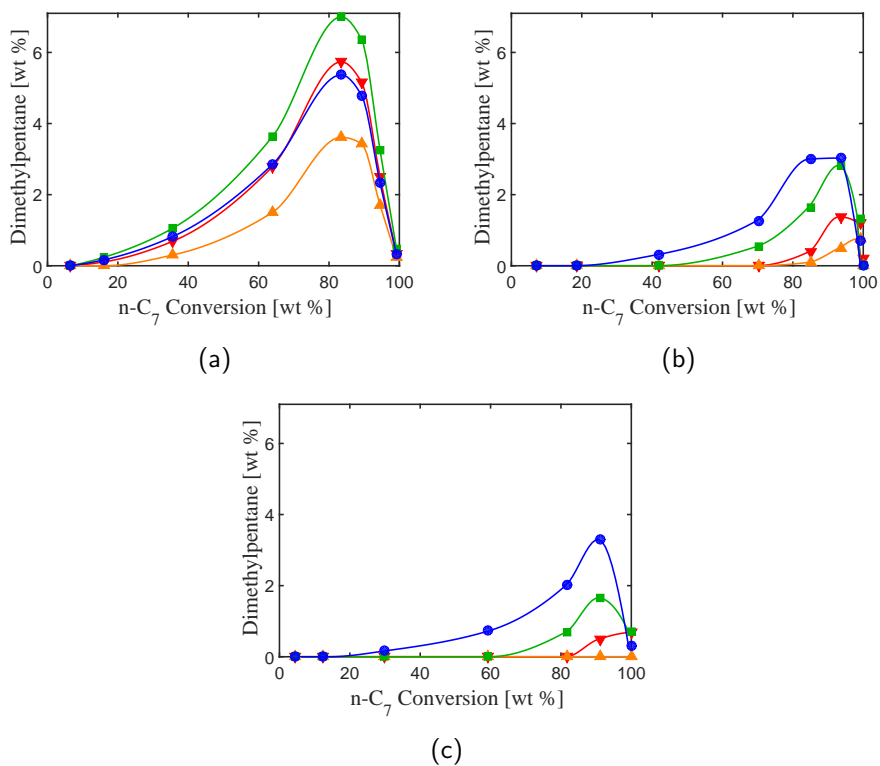 Dimethylpentane [wt %]
6
4
2
0
0 20 40 60 80 100
n-C7 Conversion [wt %]
(a)
Dimethylpentane [wt %]
6
4
2
0
0 20 40 60 80 100
n-C7 Conversion [wt %]
(b)
Dimethylpentane [wt %]
6
4
2
0
0 20 40 60 80 100
n-C7 Conversion [wt %]
(c)